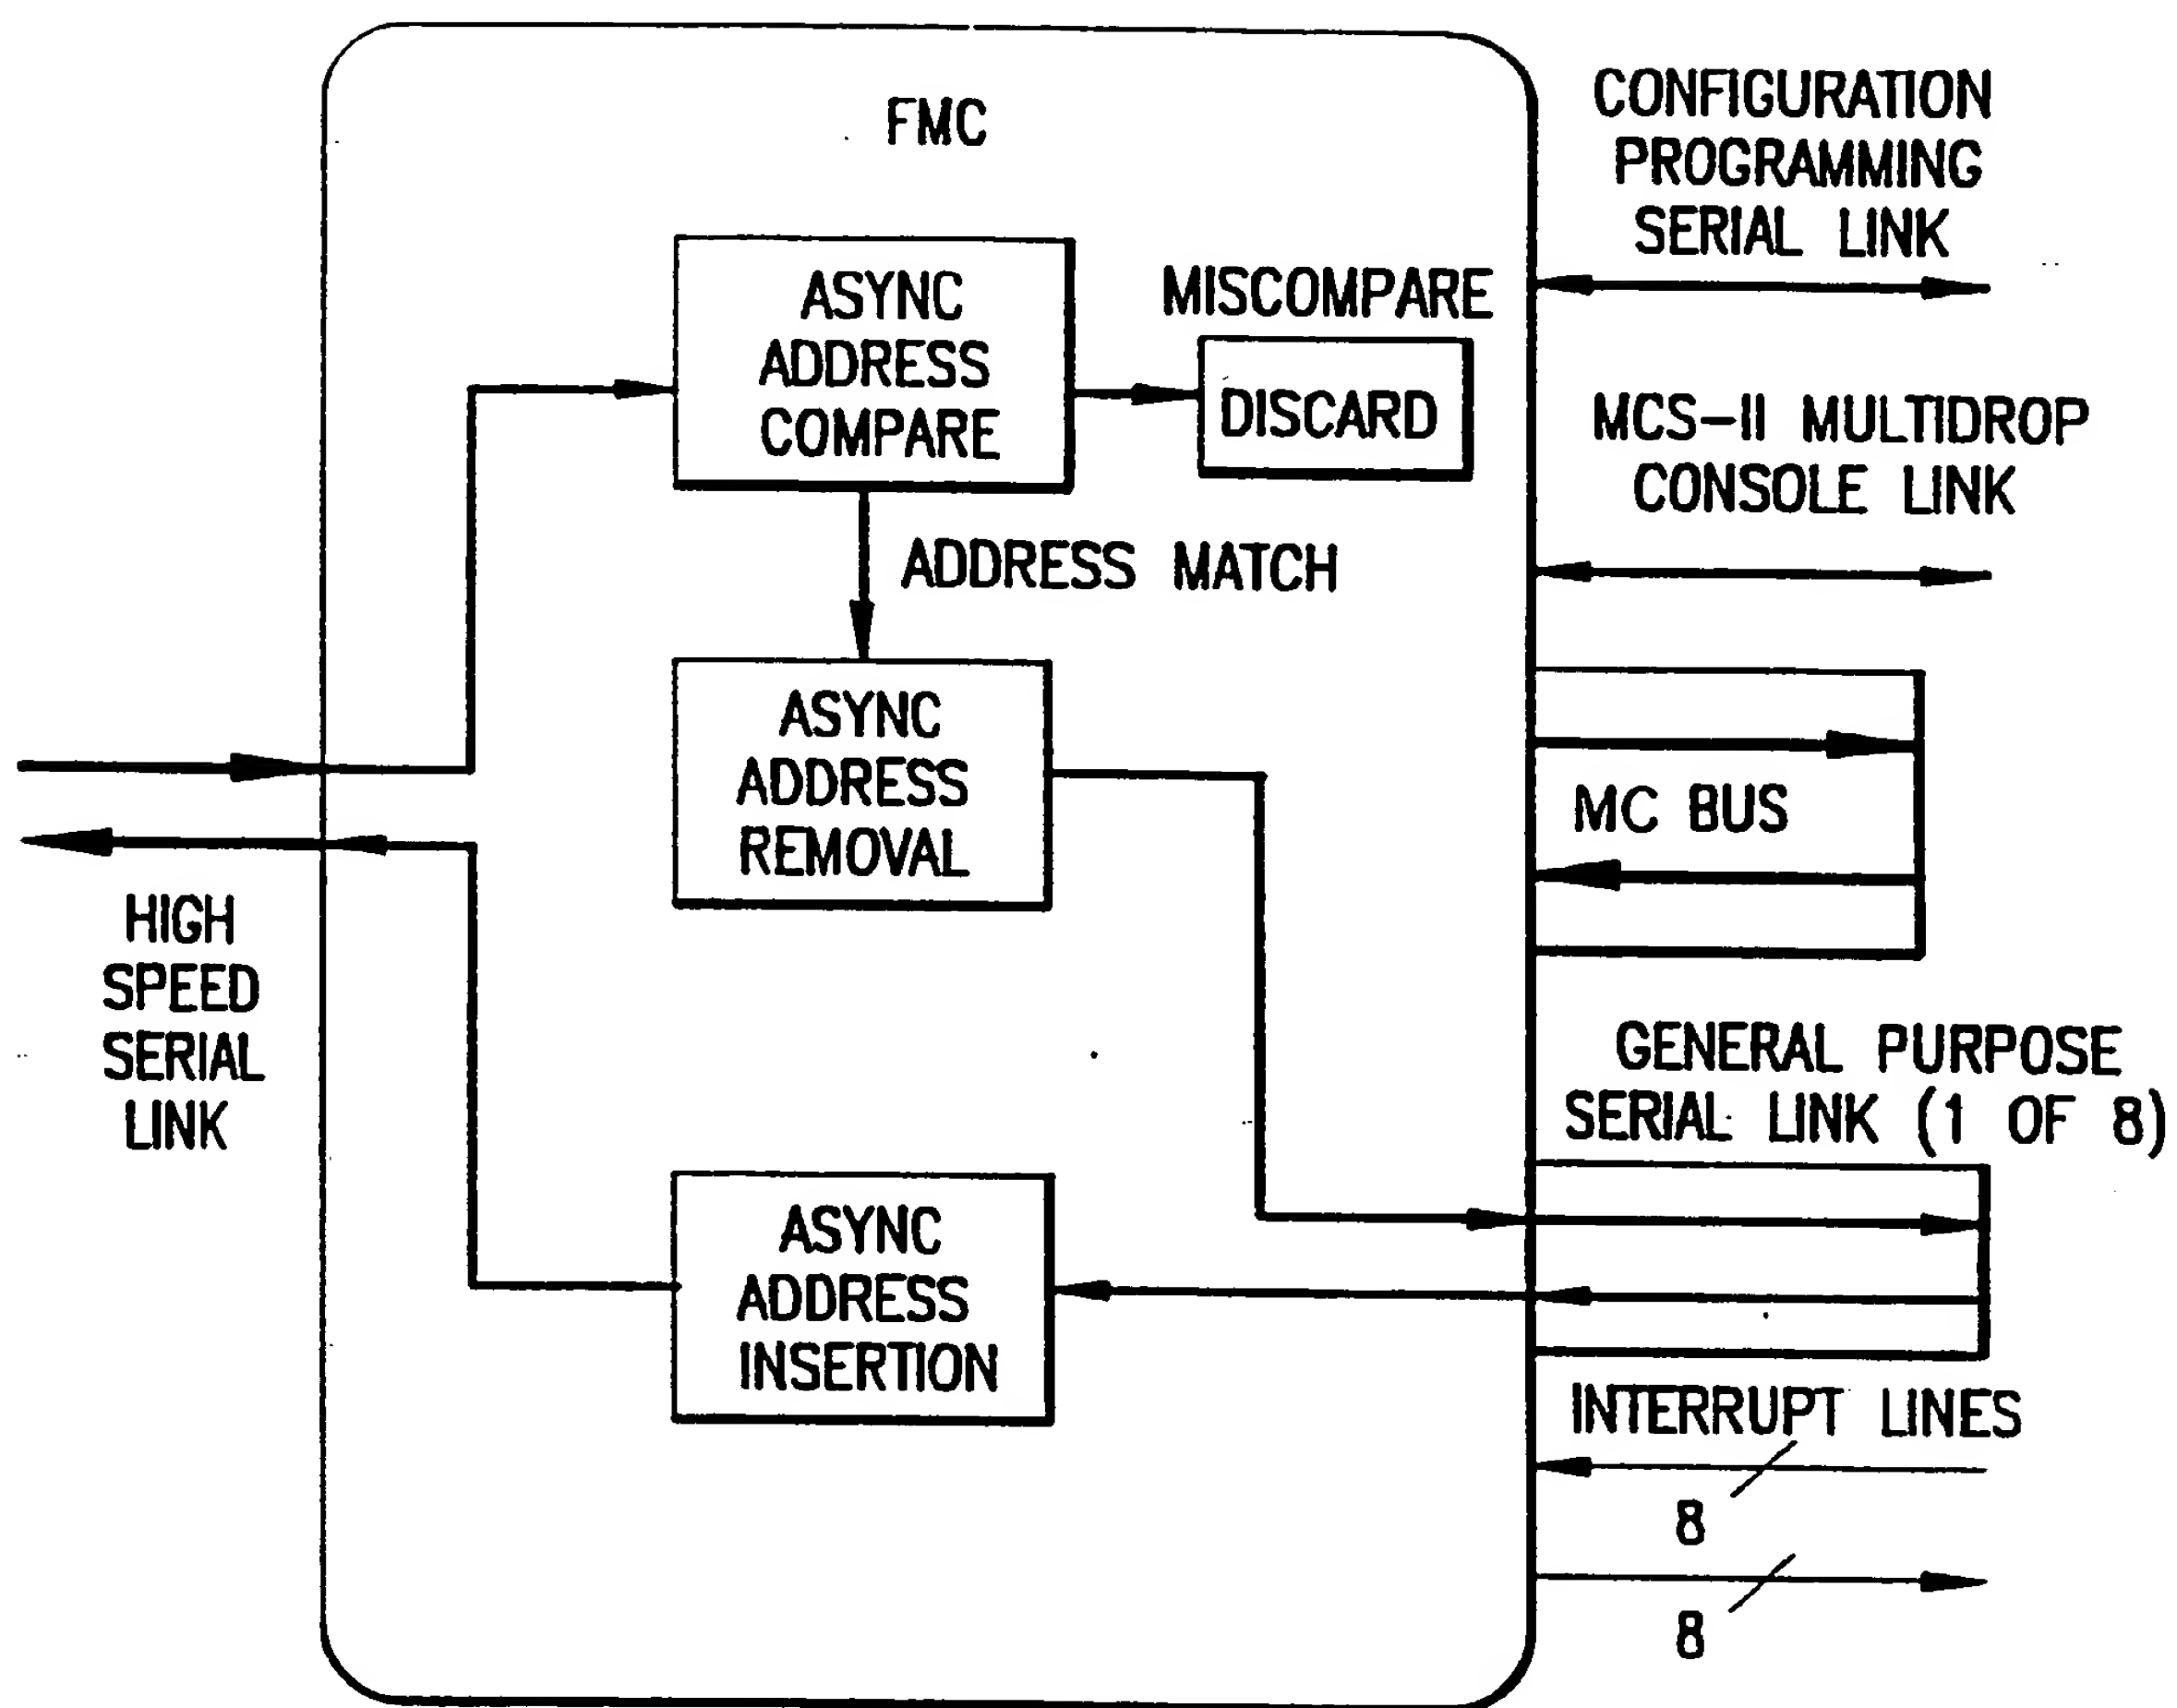 FMC
CONFIGURATION
PROGRAMMING
SERIAL LINK
ASYNC
ADDRESS
COMPARE
MISCOMPARE
DISCARD
MCS-II MULTIDROP
CONSOLE LINK
ADDRESS MATCH
ASYNC
ADDRESS
REMOVAL
MC BUS
HIGH
SPEED
SERIAL
LINK
GENERAL PURPOSE
SERIAL LINK (1 OF 8)
ASYNC
ADDRESS
INSERTION
INTERRUPT LINES
8
8